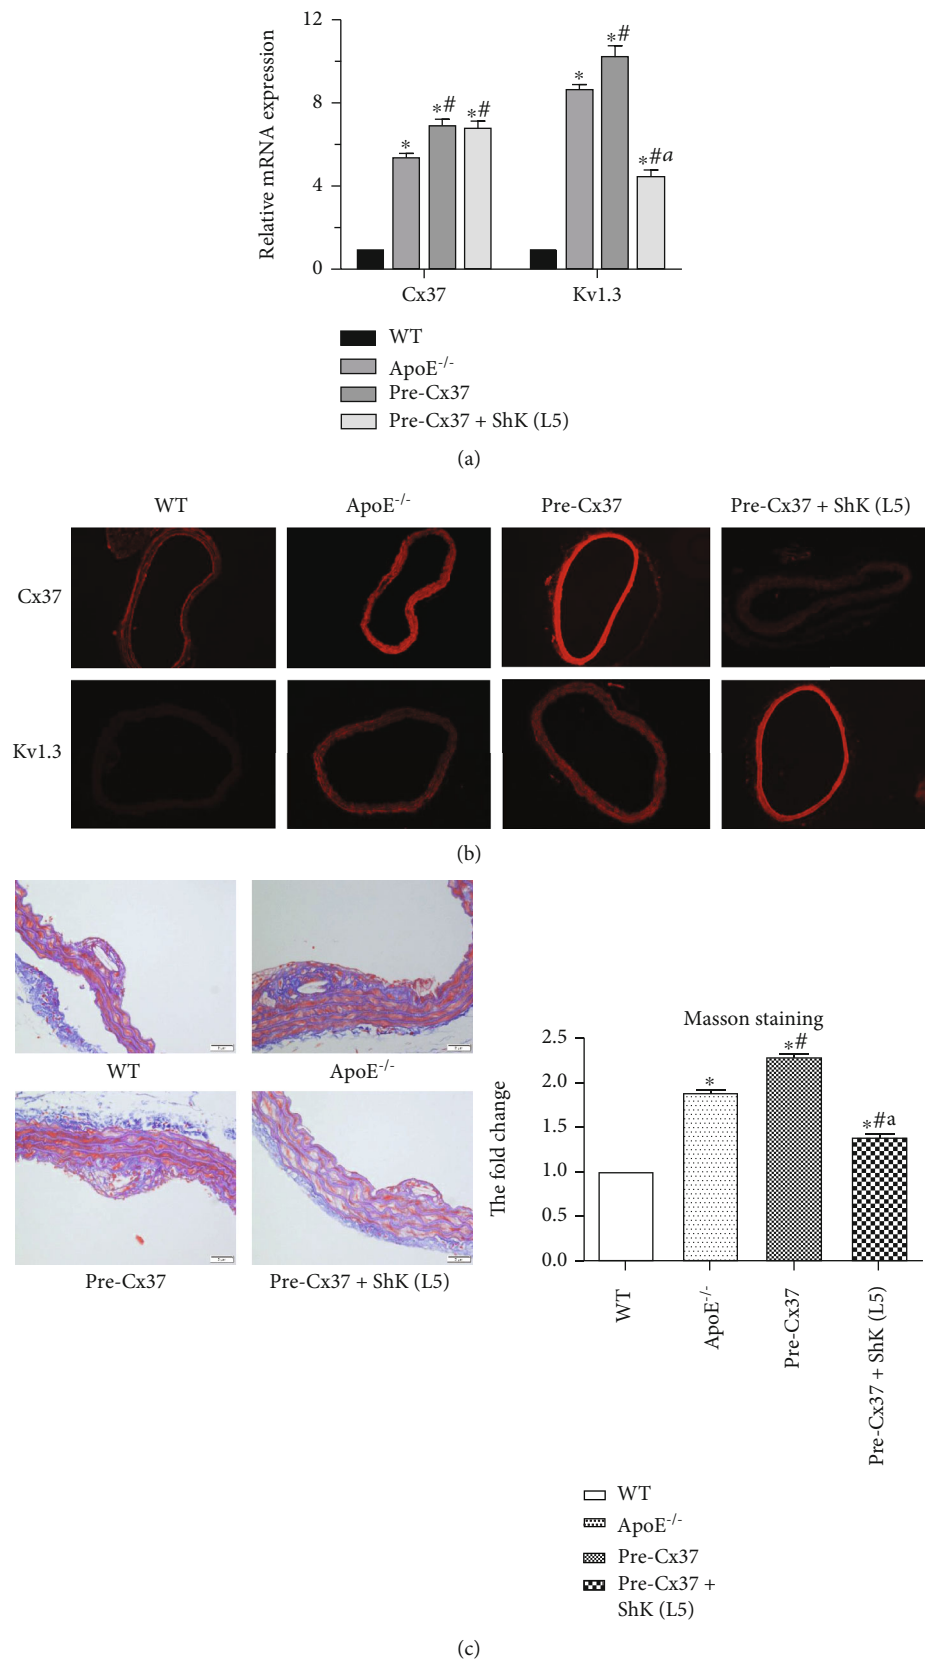 12
8
4
0
Relative mRNA expression
*
*#
*#
*
*#
*#a
Cx37
Kv1.3
WT
ApoE-/-
Pre-Cx37
Pre-Cx37 + ShK (L5)
(a)
WT
ApoE-/-
Pre-Cx37
Pre-Cx37 + ShK (L5)
Cx37
Kv1.3
(b)
WT
ApoE-/-
Pre-Cx37
Pre-Cx37 + ShK (L5)
Masson staining
2.5
2.0
1.5
1.0
0.5
0.0
The fold change
*
*#
*#a
WT
ApoE-/-
Pre-Cx37
Pre-Cx37 + ShK (L5)
WT
ApoE-/-
Pre-Cx37
Pre-Cx37 +
ShK (L5)
(c)